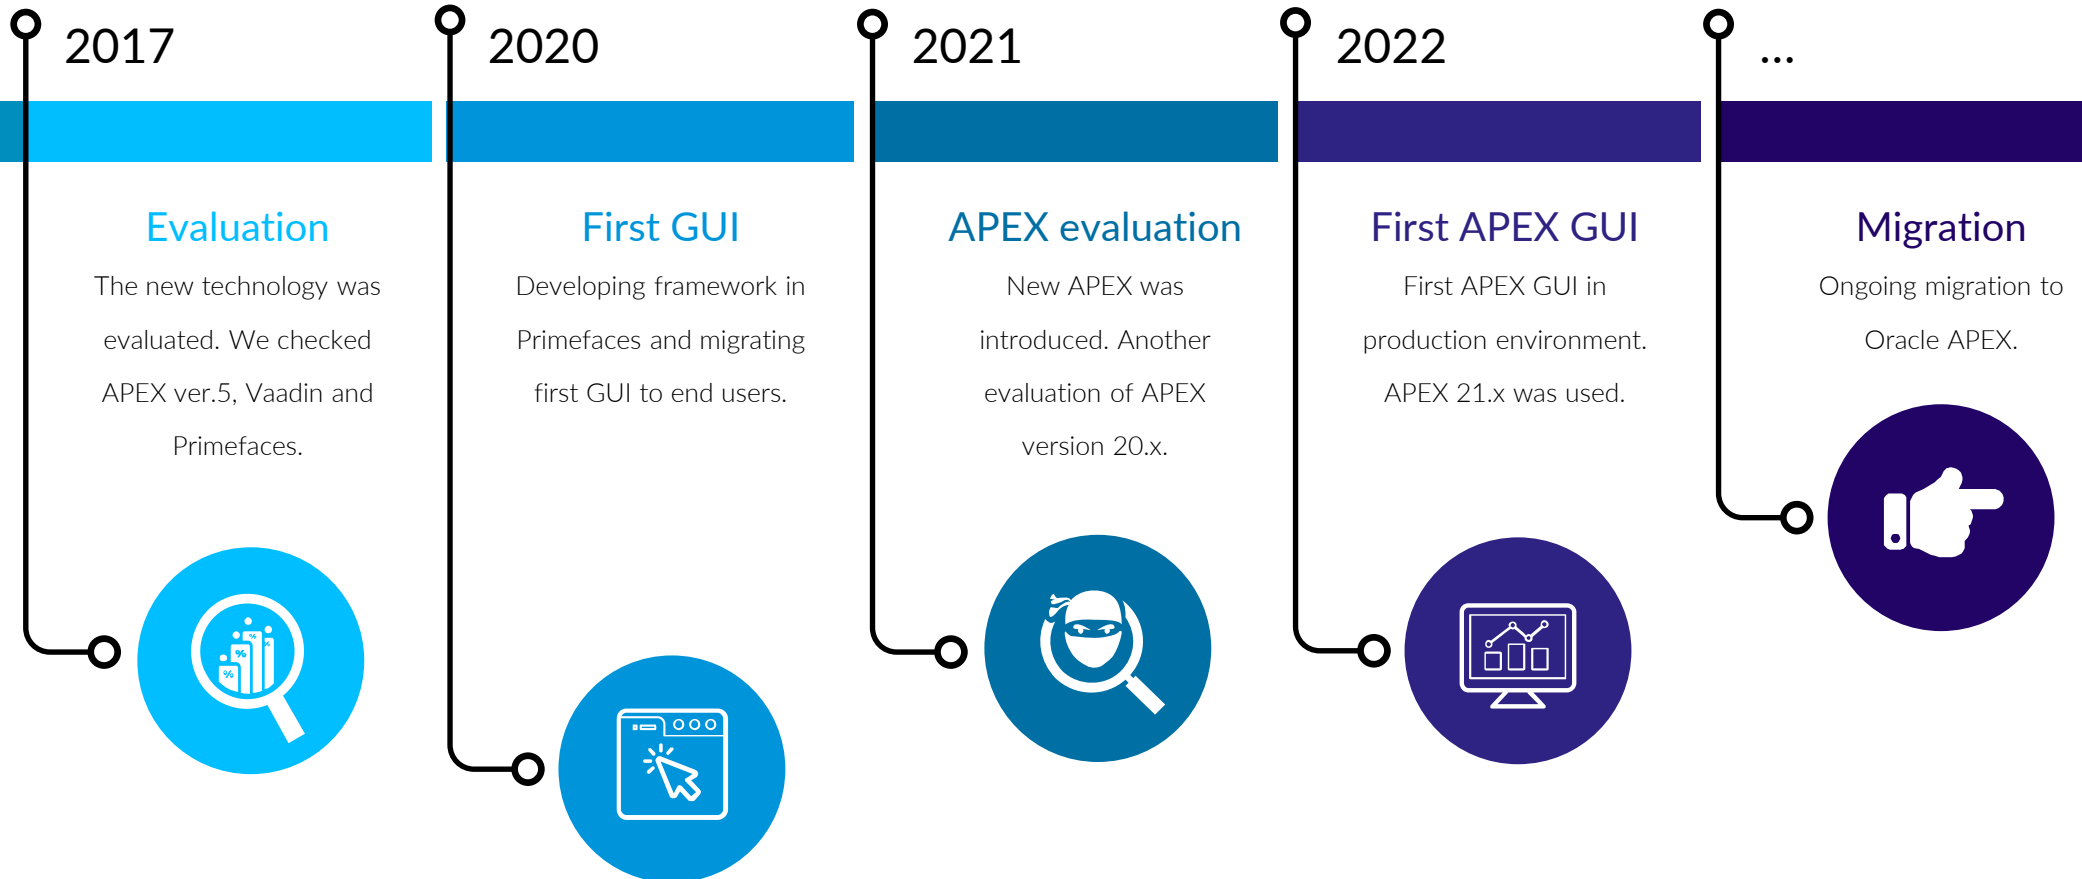 2017
Evaluation
The new technology was
evaluated. We checked
APEX ver.5, Vaadin and
Primefaces.
%
%
%
%
2020
First GUI
Developing framework in
Primefaces and migrating
first GUI to end users.
2021
APEX evaluation
New APEX was
introduced. Another
evaluation of APEX
version 20.x.
2022
First APEX GUI
First APEX GUI in
production environment.
APEX 21.x was used.
...
Migration
Ongoing migration to
Oracle APEX.